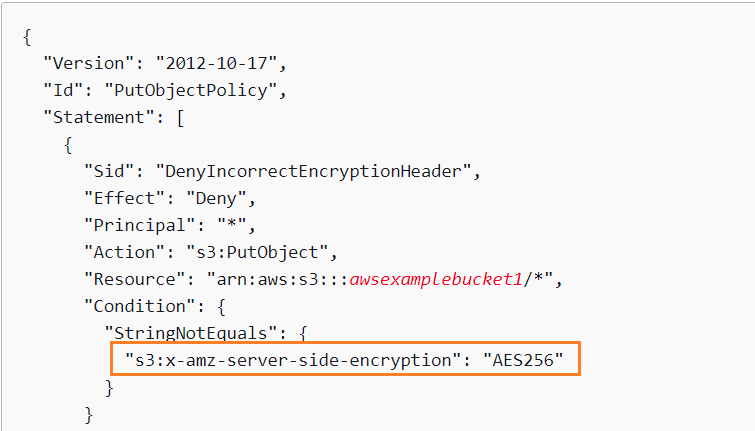 {
"Version": "2012-10-17",
"Id": "PutObjectPolicy",
"Statement": [
{
"Sid": "DenyIncorrectEncryptionHeader",
"Effect": "Deny",
"Principal": "*",
"Action": "s3:PutObject",
"Resource": "arn:aws:s3:::awsexamplebucket1/*",
"Condition": {
"StringNotEquals": {
"s3:x-amz-server-side-encryption": "AES256"
}
}